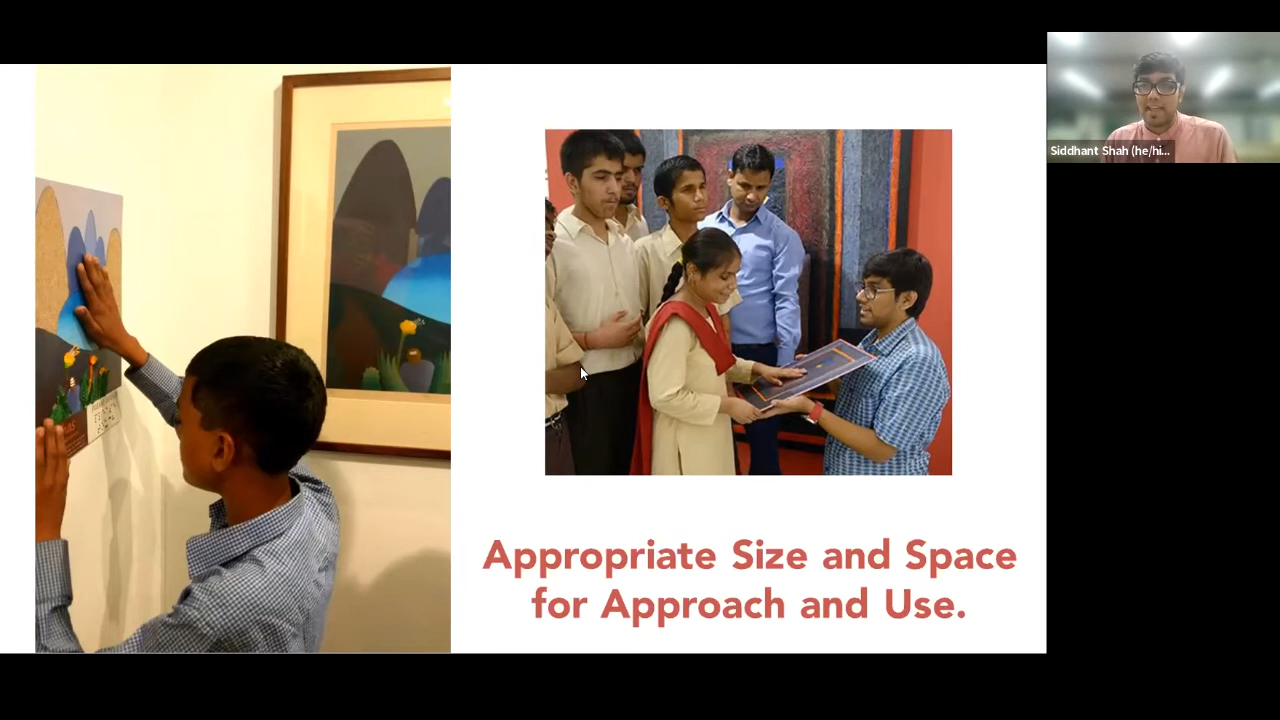 Siddhant Shah (he/hi...
Appropriate Size and Space
for Approach and Use.